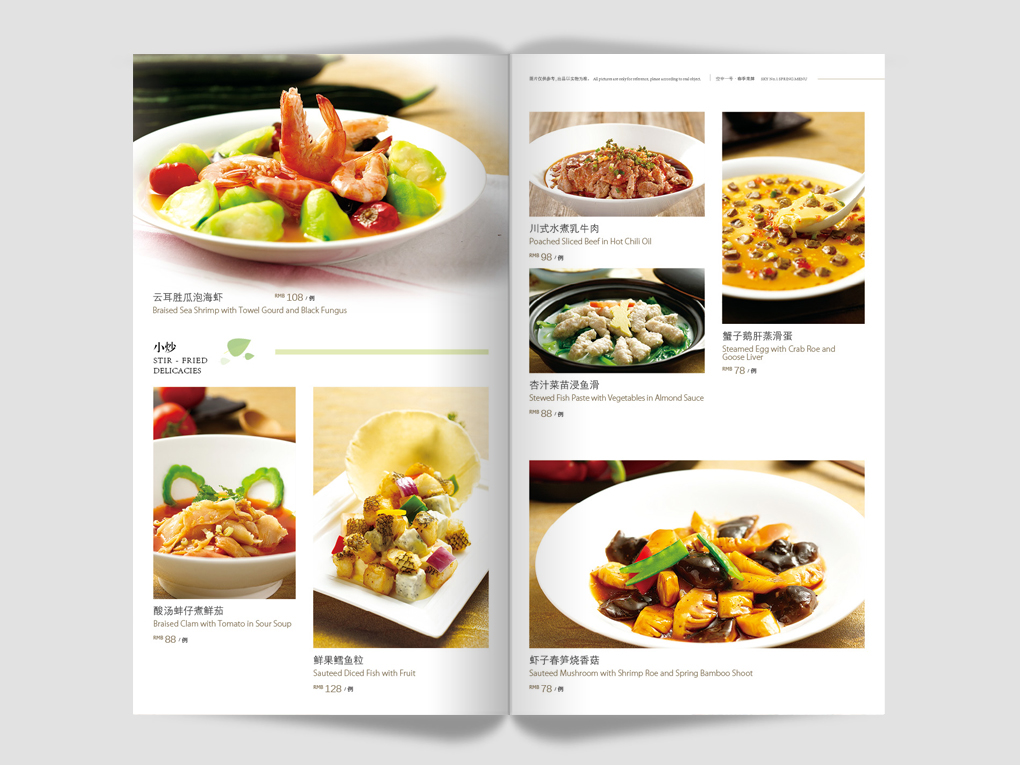 云耳胜瓜泡海虾 RMB 108 / 例
Braised Sea Shrimp with Towel Gourd and Black Fungus
小炒
STIR - FRIED
DELICACIES
酸汤蚌仔煮鲜茄
Braised Clam with Tomato in Sour Soup
RMB 88 / 例
鲜果鳕鱼粒
Sauteed Diced Fish with Fruit
RMB 128 / 例
图片仅供参考,出品以实物为准。 All pictures are only for reference, please according to real object.
川式水煮乳牛肉
Poached Sliced Beef in Hot Chili Oil
RMB 98 / 例
杏汁菜苗浸鱼滑
Stewed Fish Paste with Vegetables in Almond Sauce
RMB 88 / 例
蟹子鹅肝蒸滑蛋
Steamed Egg with Crab Roe and
Goose Liver
RMB 78 / 例
虾子春笋烧香菇
Sauteed Mushroom with Shrimp Roe and Spring Bamboo Shoot
RMB 78 / 例